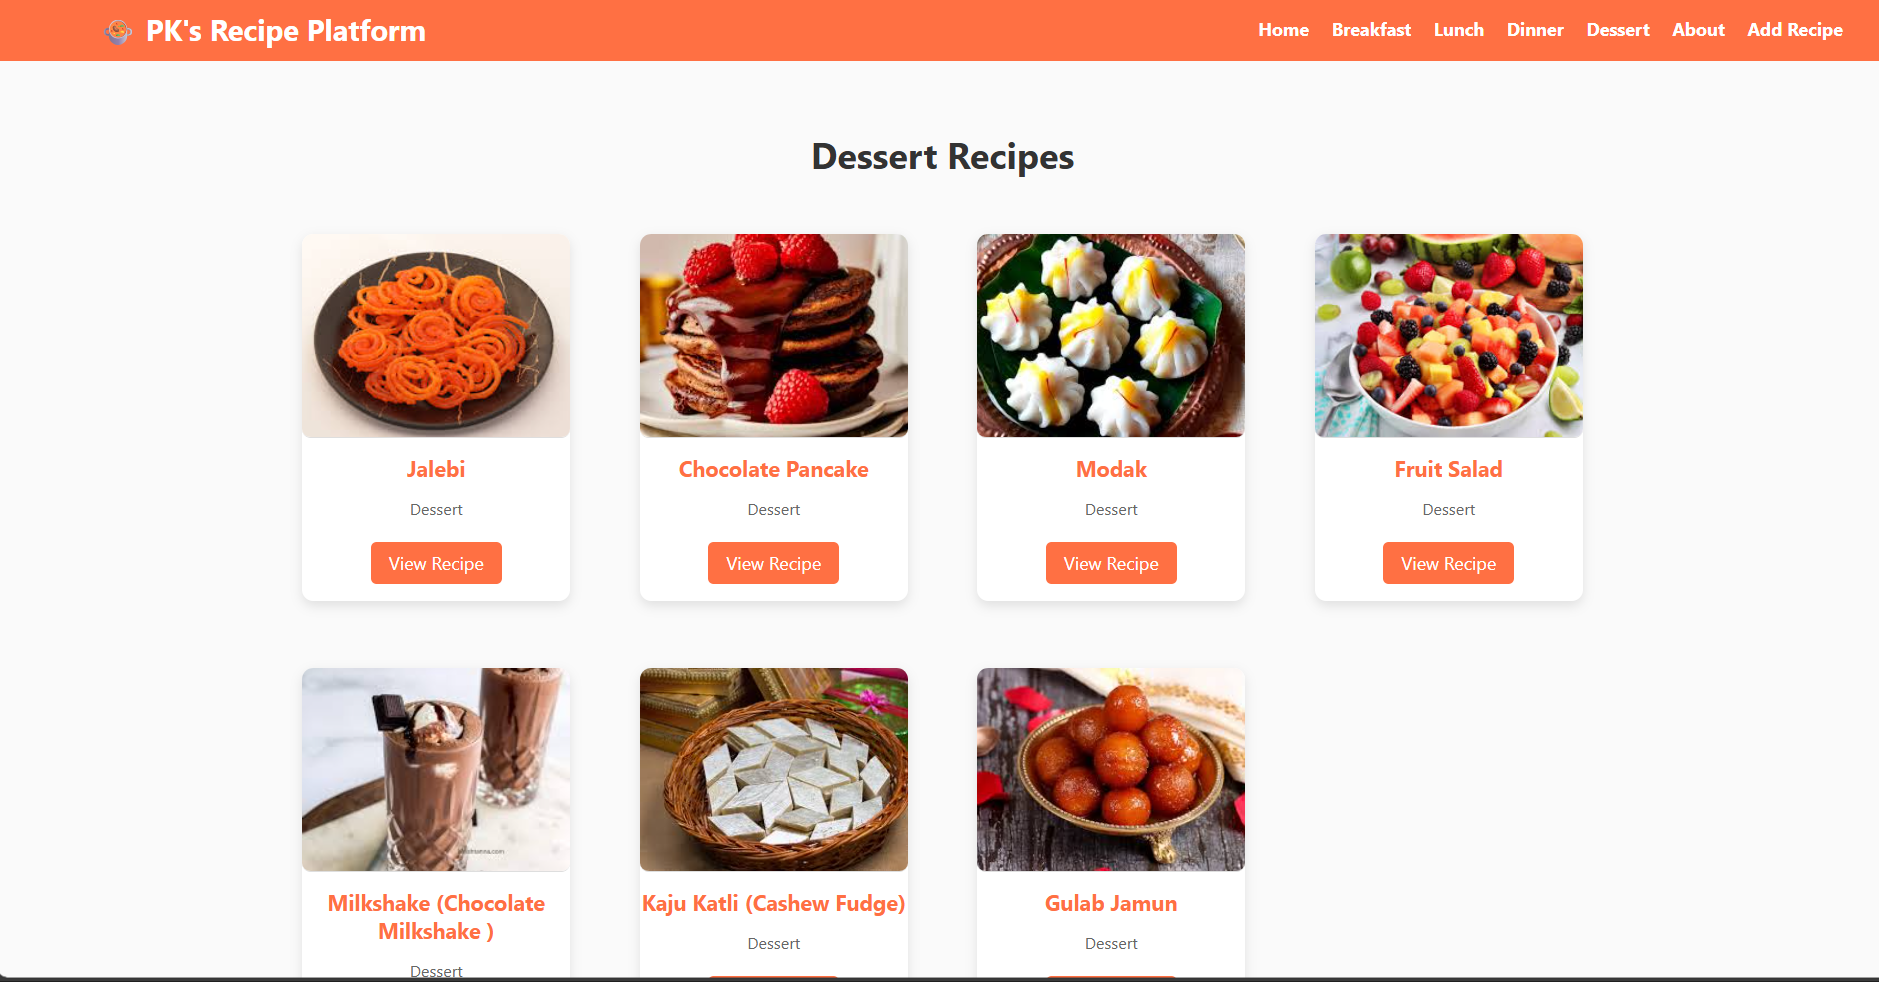 PK's Recipe Platform
Home Breakfast Lunch Dinner Dessert About Add Recipe
Dessert Recipes
Jalebi
Dessert
View Recipe
Chocolate Pancake
Dessert
View Recipe
Modak
Dessert
View Recipe
Fruit Salad
Dessert
View Recipe
Milkshake (Chocolate
Milkshake )
Dessert
Kaju Katli (Cashew Fudge)
Dessert
Gulab Jamun
Dessert